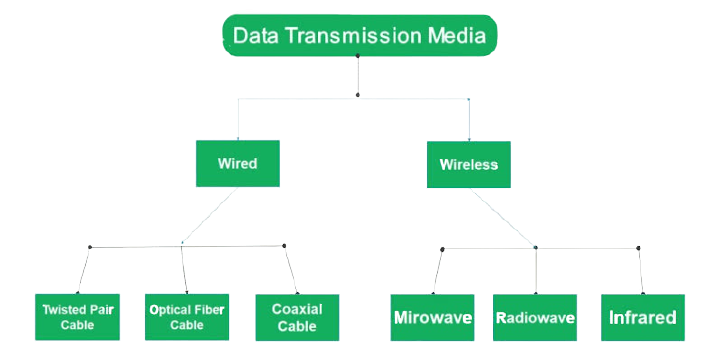 Data Transmission Media
Wired
Wireless
Twisted Pair
Cable
Optical Fiber
Cable
Coaxial
Cable
Mirowave
Radiowave
Infrared